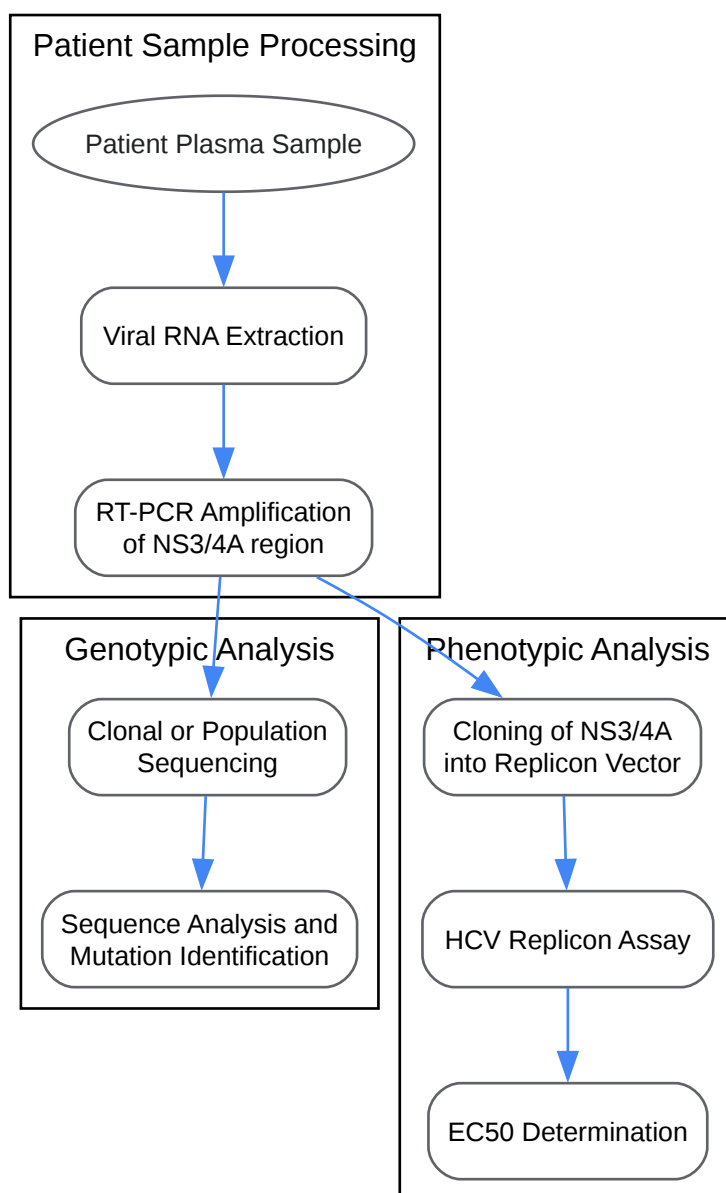 Patient Sample Processing
Patient Plasma Sample
Viral RNA Extraction
RT-PCR Amplification
of NS3/4A region
Genotypic Analysis
Clonal or Population
Sequencing
Sequence Analysis and
Mutation Identification
Phenotypic Analysis
Cloning of NS3/4A
into Replicon Vector
HCV Replicon Assay
EC50 Determination